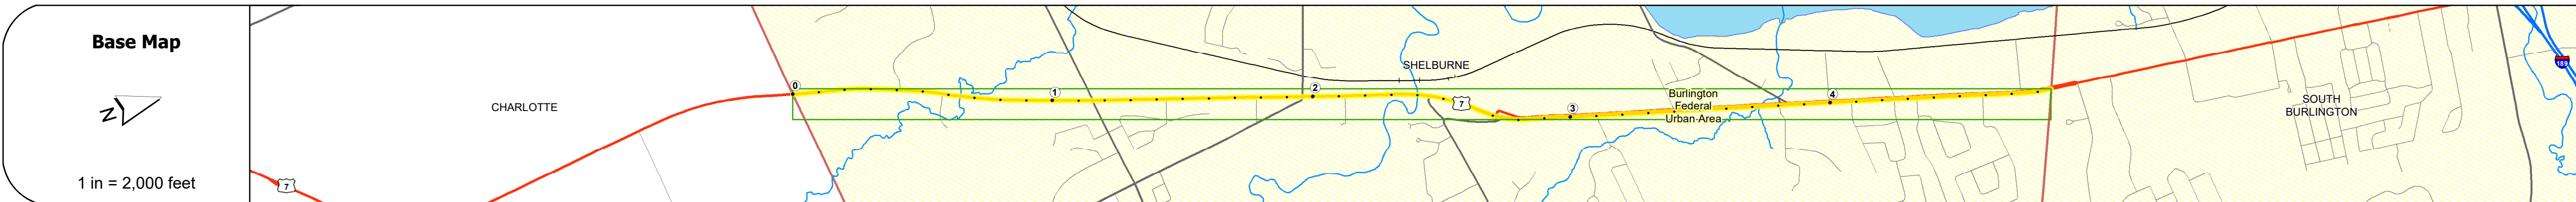 Base Map
N
1 in = 2,000 feet
7
CHARLOTTE
0
1
2
SHELBURNE
7
3
Burlington
Federal
Urban Area
4
SOUTH
BURLINGTON
189